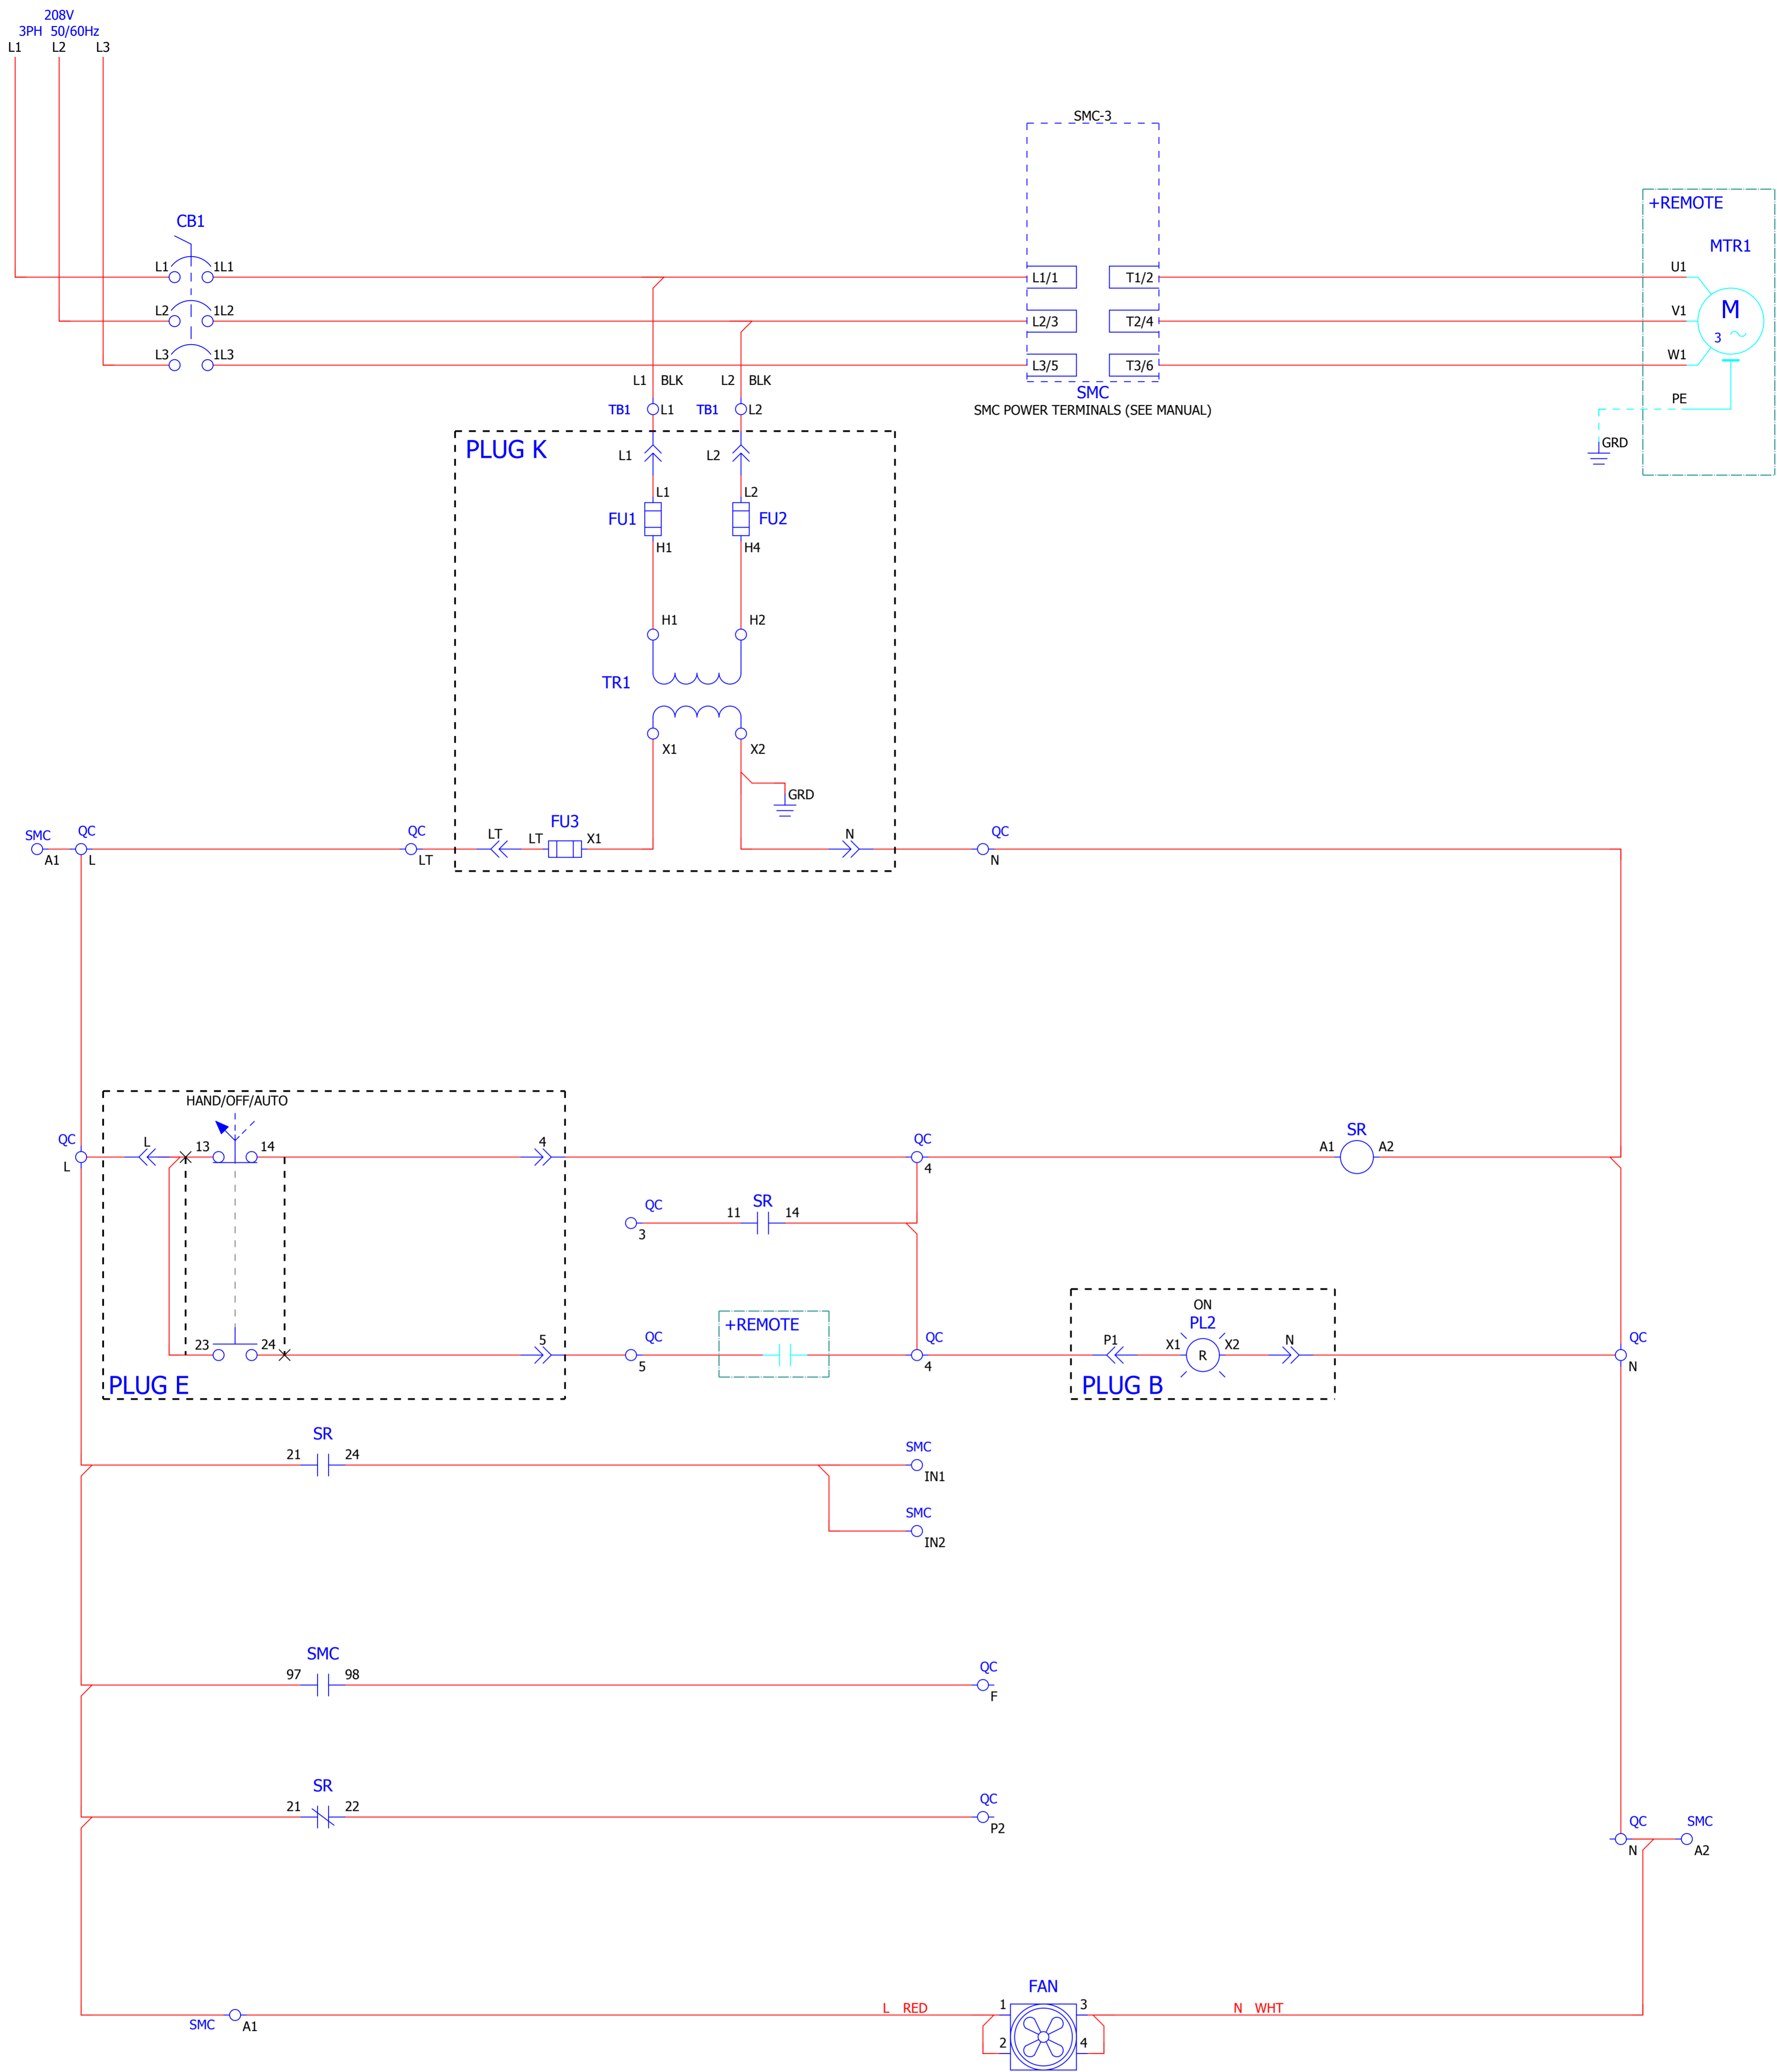 208V
3PH 50/60Hz
L1 L2 L3
SMC-3
+REMOTE
CB1
MTR1
L1 1L1
L1/1 T1/2
U1
L2 1L2
L2/3 T2/4
V1
M
3
L3 1L3
L3/5 T3/6
W1
L1 BLK L2 BLK
SMC
PE
TB1 L1 TB1 L2
SMC POWER TERMINALS (SEE MANUAL)
GRD
PLUG K
L1 L2
L1 L2
FU1 FU2
H1 H4
H1 H2
TR1
X1 X2
GRD
FU3
SMC QC QC LT LT X1 N QC
A1 L LT N
HAND/OFF/AUTO
QC L 13 14 4 QC SR
A1 A2
L 4
QC SR
11 14
3
ON
+REMOTE PL2
23 24 5 QC QC P1 X1 X2 N QC
R
5 4 N
PLUG E PLUG B
SR SMC
21 24
IN1
SMC
IN2
SMC QC
97 98
F
SR QC
21 22
P2
QC SMC
N A2
FAN
L RED 1 3 N WHT
SMC A1
2 4